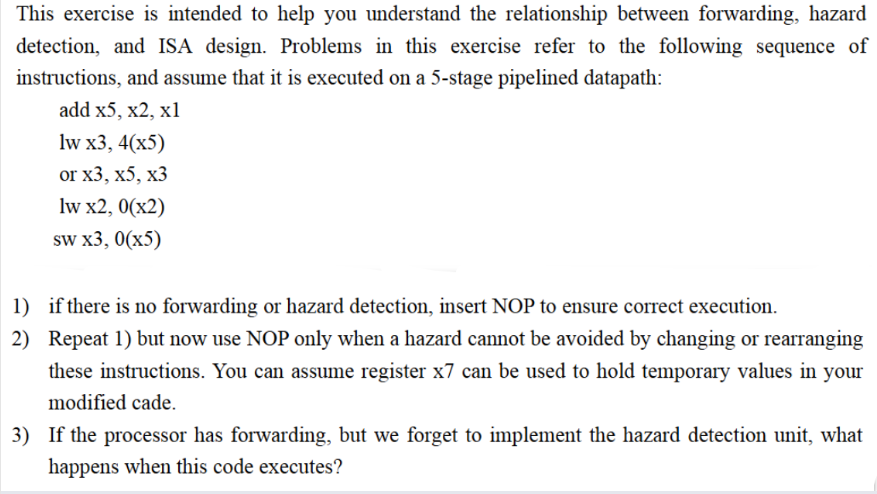 This exercise is intended to help you understand the relationship between forwarding, hazard
detection, and ISA design. Problems in this exercise refer to the following sequence of
instructions, and assume that it is executed on a 5-stage pipelined datapath:
add x5, x2, x1
lw x3, 4(x5)
or x3, x5, x3
lw x2, 0(x2)
sw x3, 0(x5)
1) if there is no forwarding or hazard detection, insert NOP to ensure correct execution.
2) Repeat 1) but now use NOP only when a hazard cannot be avoided by changing or rearranging
these instructions. You can assume register x7 can be used to hold temporary values in your
modified cade.
3) If the processor has forwarding, but we forget to implement the hazard detection unit, what
happens when this code executes?